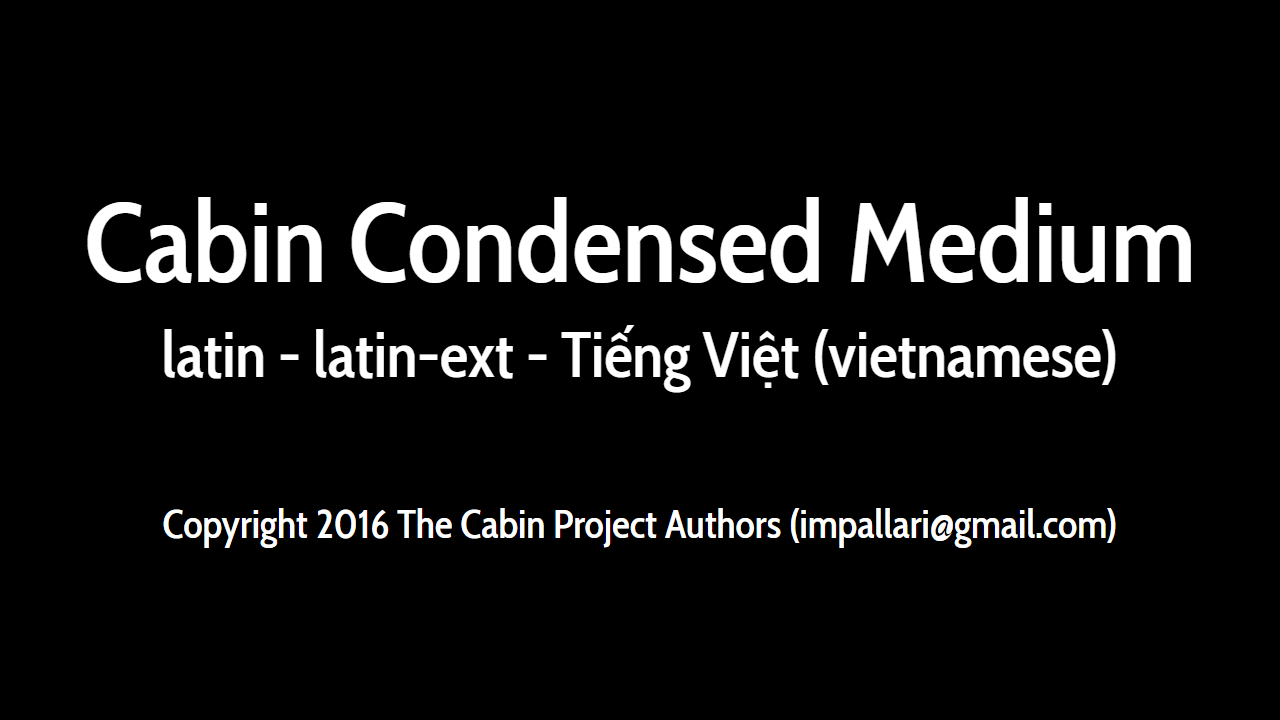 Cabin Condensed Medium
latin - latin-ext - Tiếng Việt (vietnamese)
Copyright 2016 The Cabin Project Authors (impallari@gmail.com)